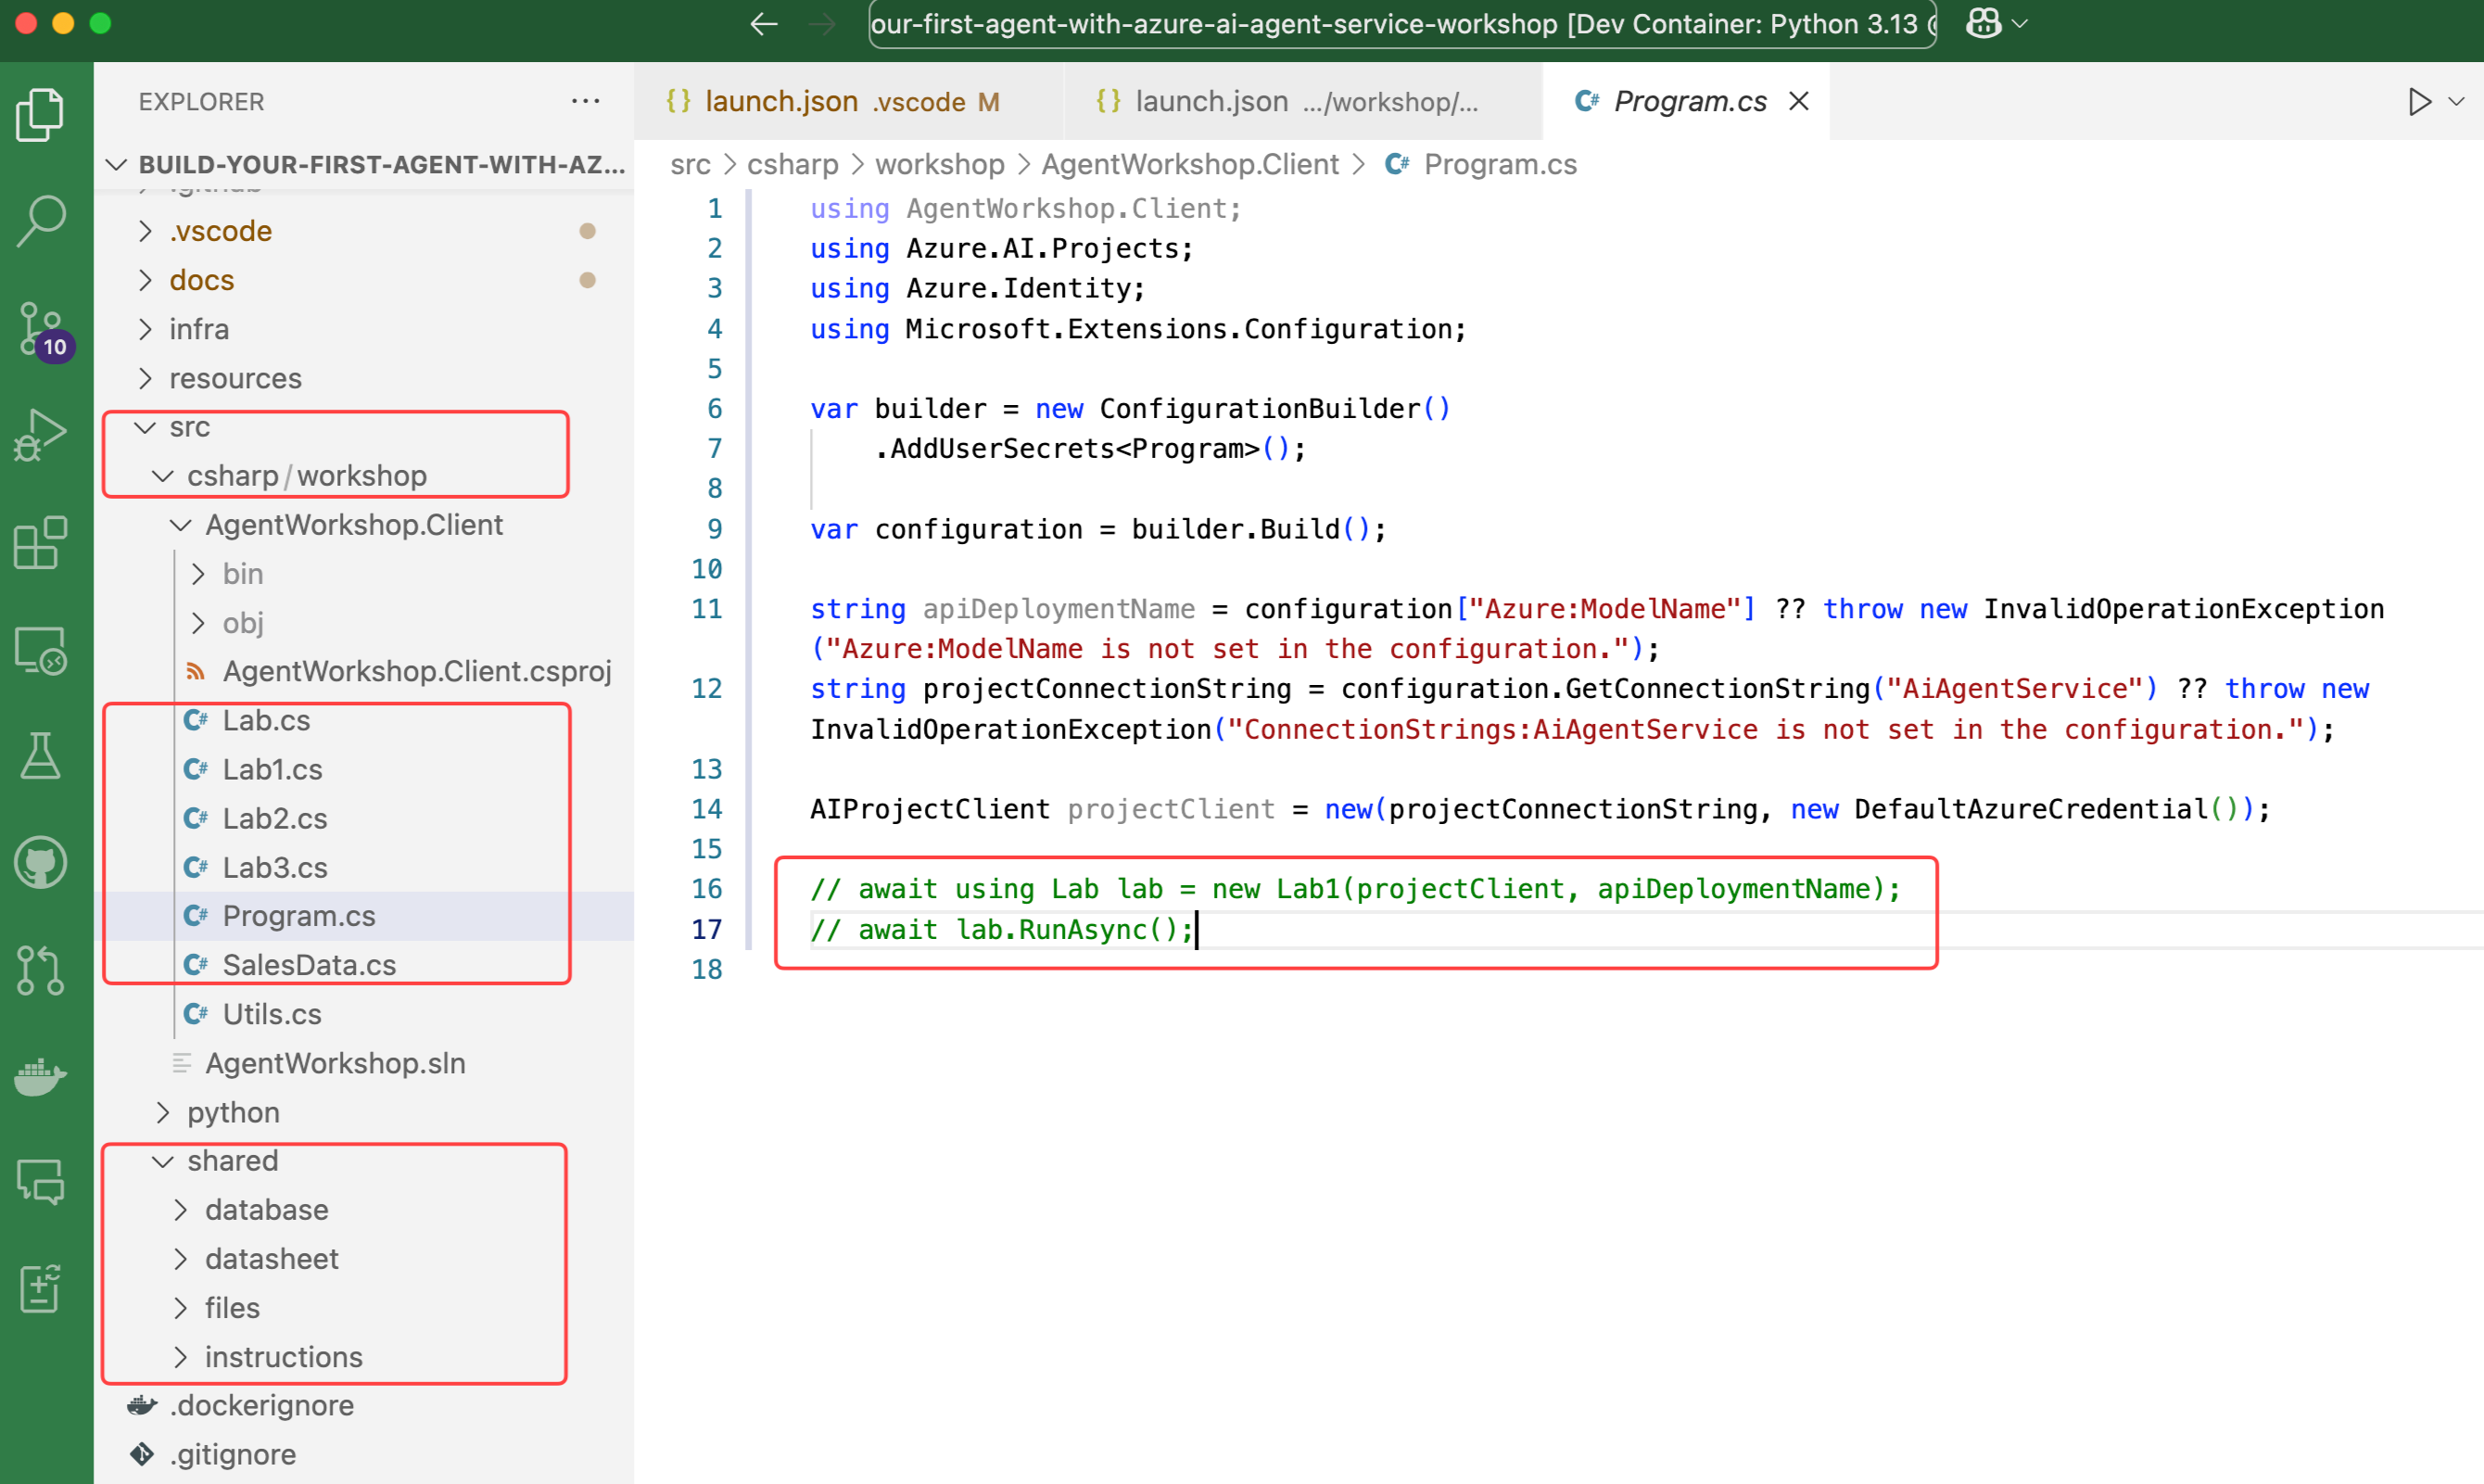 our-first-agent-with-azure-ai-agent-service-workshop [Dev Container: Python 3.13
EXPLORER
BUILD-YOUR-FIRST-AGENT-WITH-AZ...
.github
.vscode
docs
infra
resources
src
csharp/workshop
AgentWorkshop.Client
bin
obj
AgentWorkshop.Client.csproj
C# Lab.cs
C# Lab1.cs
C# Lab2.cs
C# Lab3.cs
C# Program.cs
C# SalesData.cs
C# Utils.cs
AgentWorkshop.sln
python
shared
database
datasheet
files
instructions
.dockerignore
.gitignore
10
{} launch.json .vscode M
{} launch.json .../workshop/...
C# Program.cs
src > csharp > workshop > AgentWorkshop.Client > C# Program.cs
1 using AgentWorkshop.Client;
2 using Azure.AI.Projects;
3 using Azure.Identity;
4 using Microsoft.Extensions.Configuration;
5
6 var builder = new ConfigurationBuilder()
7 .AddUserSecrets<Program>();
8
9 var configuration = builder.Build();
10
11 string apiDeploymentName = configuration["Azure:ModelName"] ?? throw new InvalidOperationException
("Azure:ModelName is not set in the configuration.");
12 string projectConnectionString = configuration.GetConnectionString("AiAgentService") ?? throw new
InvalidOperationException("ConnectionStrings:AiAgentService is not set in the configuration.");
13
14 AIProjectClient projectClient = new(projectConnectionString, new DefaultAzureCredential());
15
16 // await using Lab lab = new Lab1(projectClient, apiDeploymentName);
17 // await lab.RunAsync();
18